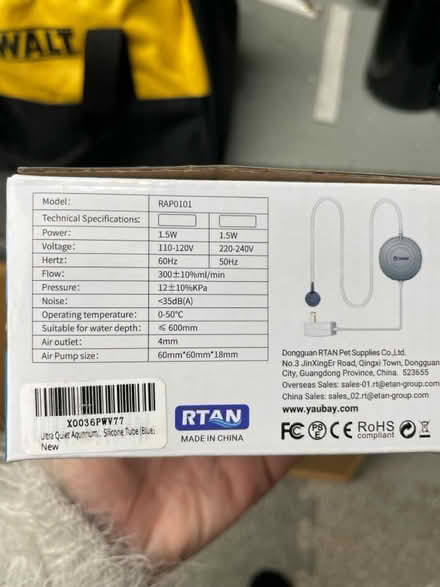 WALT
Model: RAP0101
Technical Specifications:
Power: 1.5W 1.5W
Voltage: 110-120V 220-240V
Hertz: 60Hz 50Hz
Flow: 300±10%ml/min
Pressure: 12±10%KPa
Noise: <35dB(A)
Operating temperature: 0-50°C
Suitable for water depth: ≤ 600mm
Air outlet: 4mm
Air Pump size: 60mm*60mm*18mm
Dongguan RTAN Pet Supplies Co.,Ltd.
No.3 JinXingEr Road, Qingxi Town, Dongguan
City, Guangdong Province, China. 523655
Overseas Sales: sales-01.rt@etan-group.com
China Sales: sales_02.rt@etan-group.com
www.yaubay.com
X0036PWV77
Ultra Quiet Aquarium... Silicone Tube (Blue)
New
RTAN
MADE IN CHINA
FC PSE CE RoHS
compliant